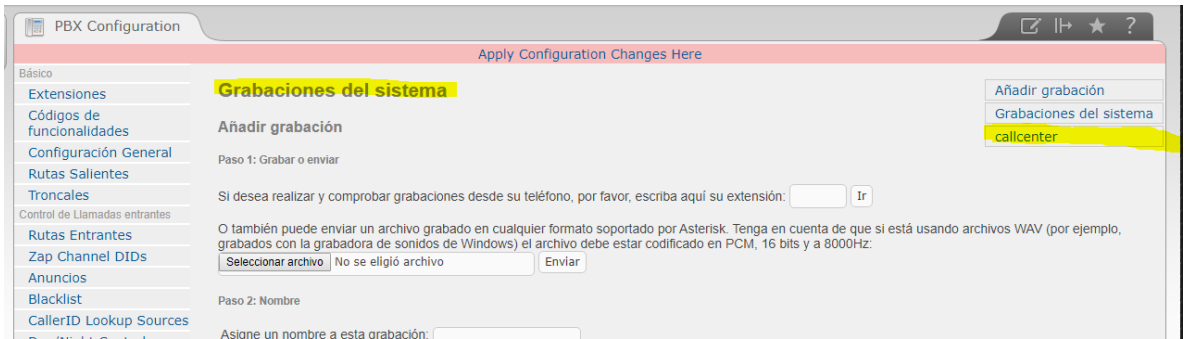 PBX Configuration
?
Apply Configuration Changes Here
Básico
Extensiones
Códigos de
funcionalidades
Configuración General
Rutas Salientes
Troncales
Control de Llamadas entrantes
Rutas Entrantes
Zap Channel DIDs
Anuncios
Blacklist
CallerID Lookup Sources
Grabaciones del sistema
Añadir grabación
Paso 1: Grabar o enviar
Si desea realizar y comprobar grabaciones desde su teléfono, por favor, escriba aquí su extensión: Ir
O también puede enviar un archivo grabado en cualquier formato soportado por Asterisk. Tenga en cuenta de que si está usando archivos WAV (por ejemplo,
grabados con la grabadora de sonidos de Windows) el archivo debe estar codificado en PCM, 16 bits y a 8000Hz:
Seleccionar archivo No se eligió archivo Enviar
Paso 2: Nombre
Asigne un nombre a esta grabación:
Añadir grabación
Grabaciones del sistema
callcenter